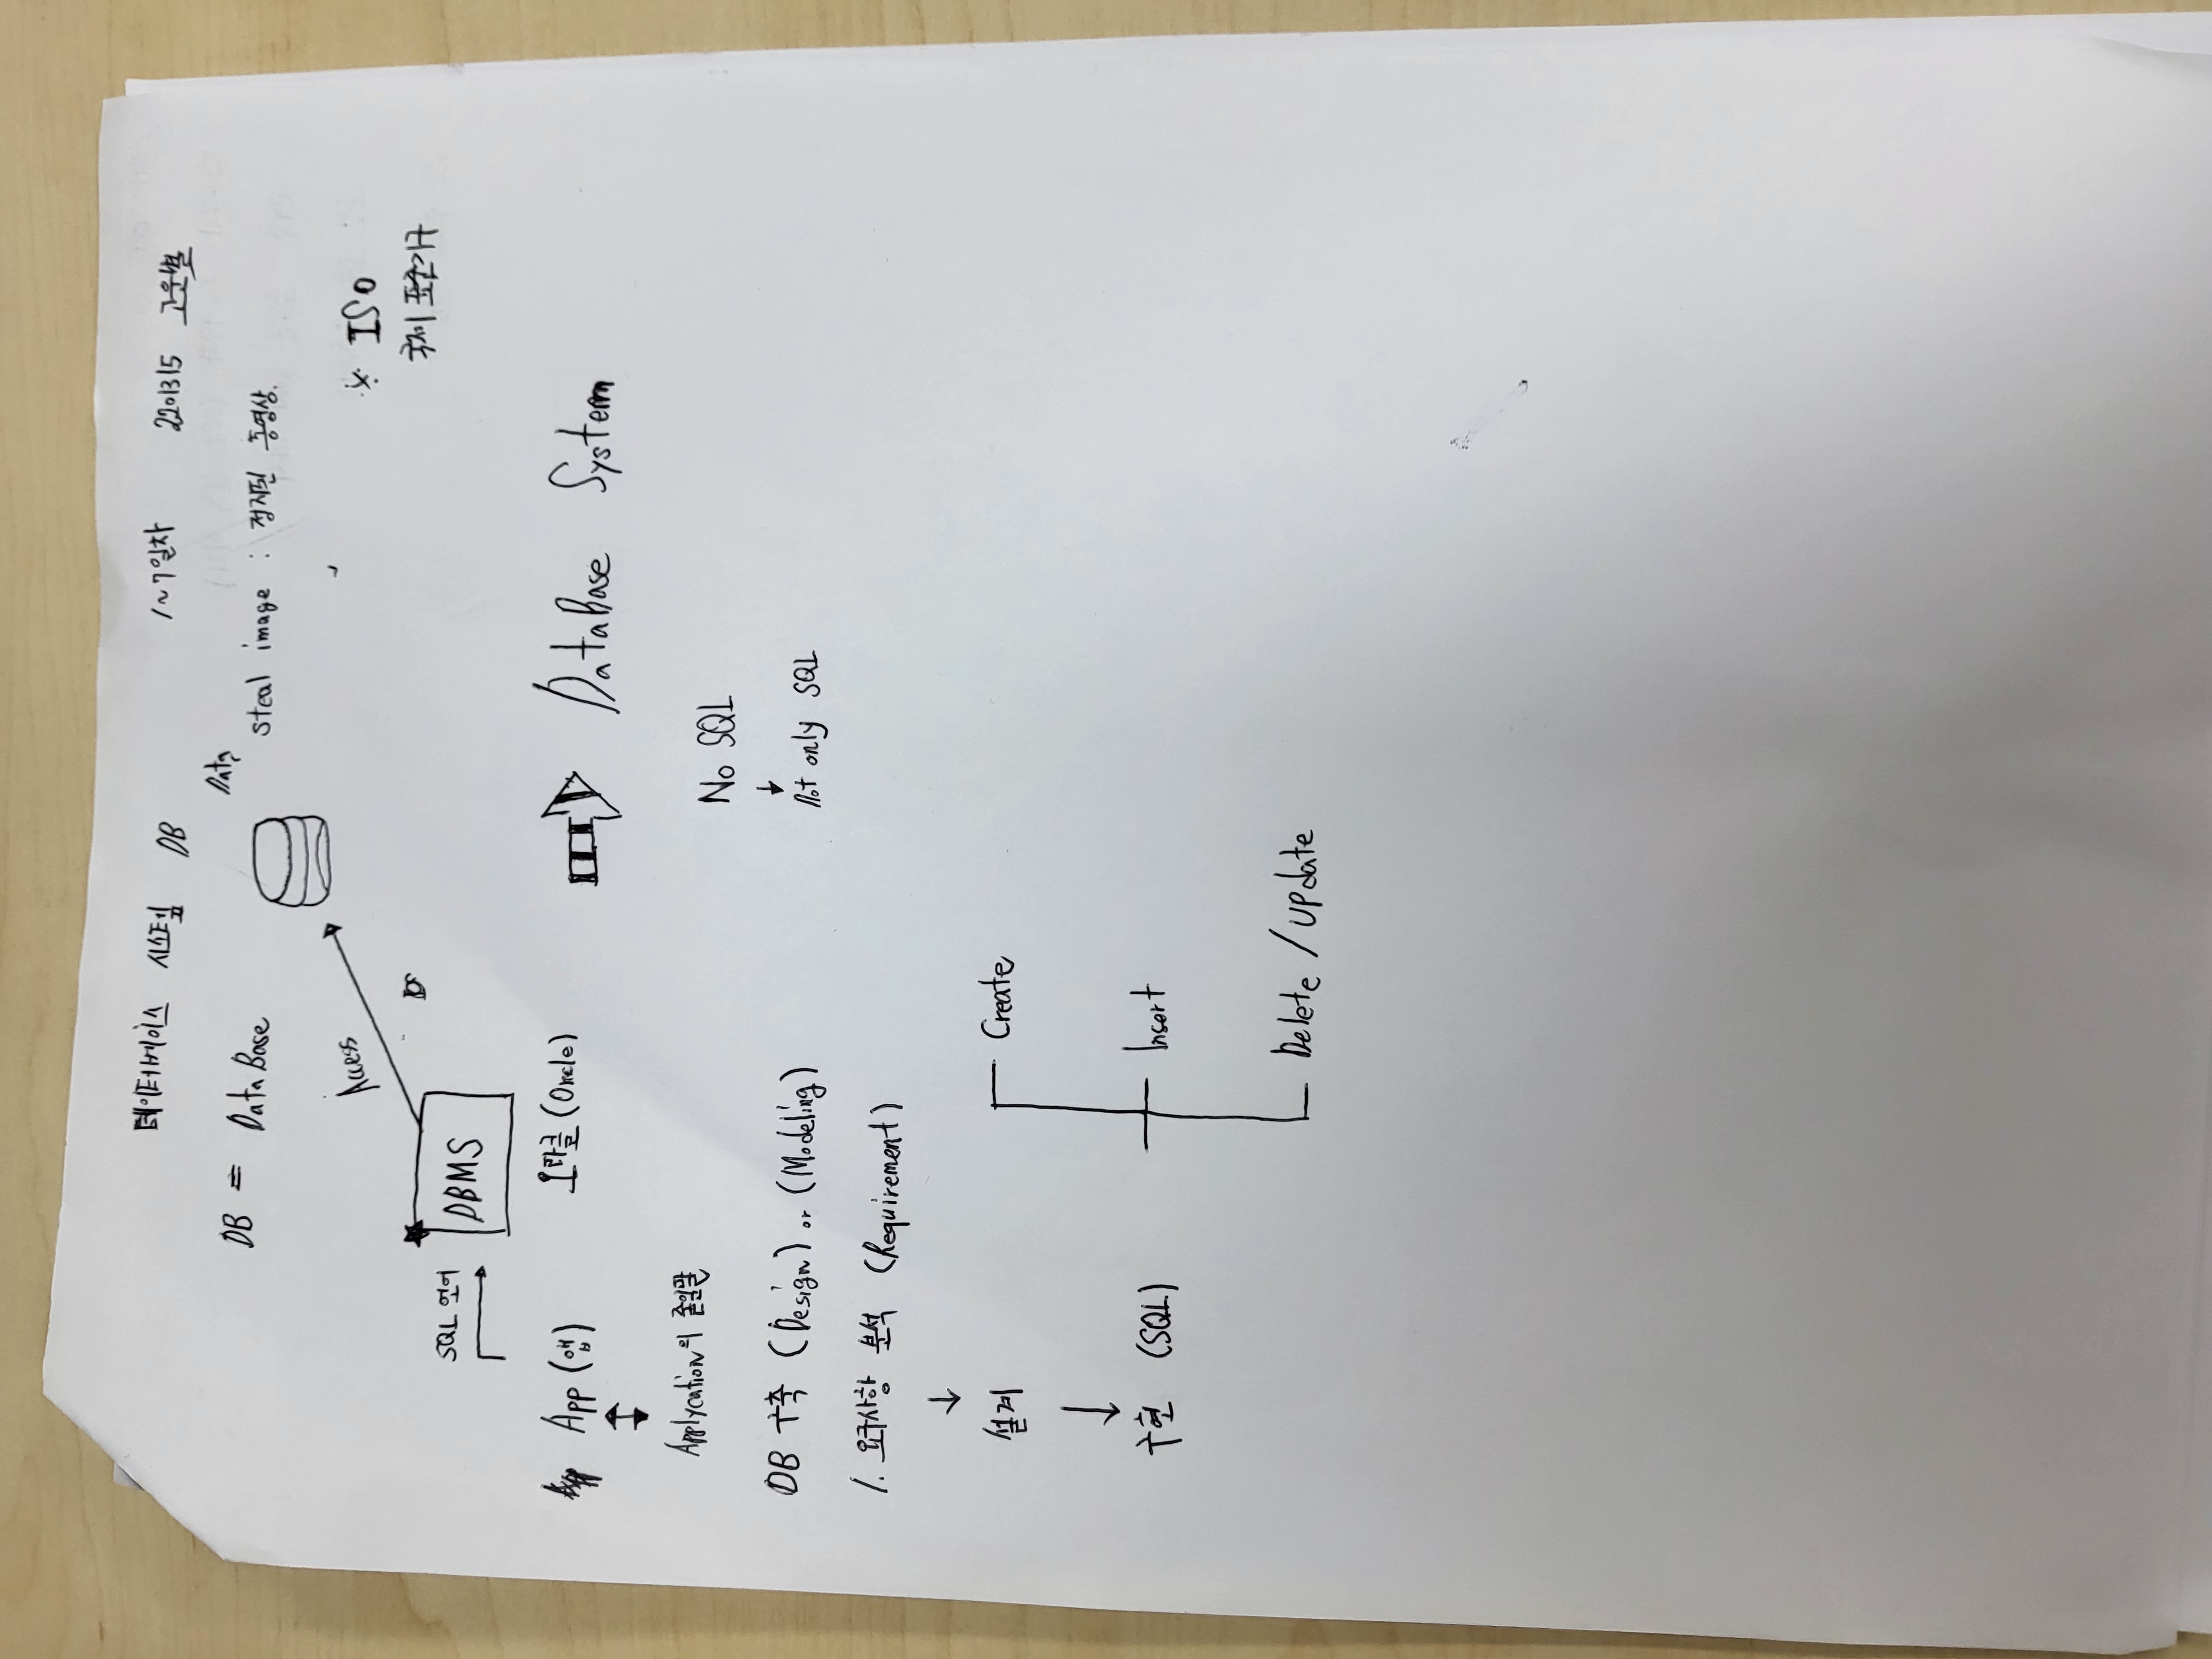 데이터베이스 시스템 DB 1~7일차 2201315 고운별
DB = DataBase
Data
steal image : 정지된 동영상.
Access
※ ISO
국제 표준기구
SQL 언어
DBMS
App (앱)
오라클 (Oracle)
DataBase System
Applycation의 줄임말
No SQL
↓
Not only SQL
DB 구축 (Design) or (Modeling)
1. 요구사항 분석 (Requirement)
↓
설계
↓
구현 (SQL)
Create
Insert
Delete / update